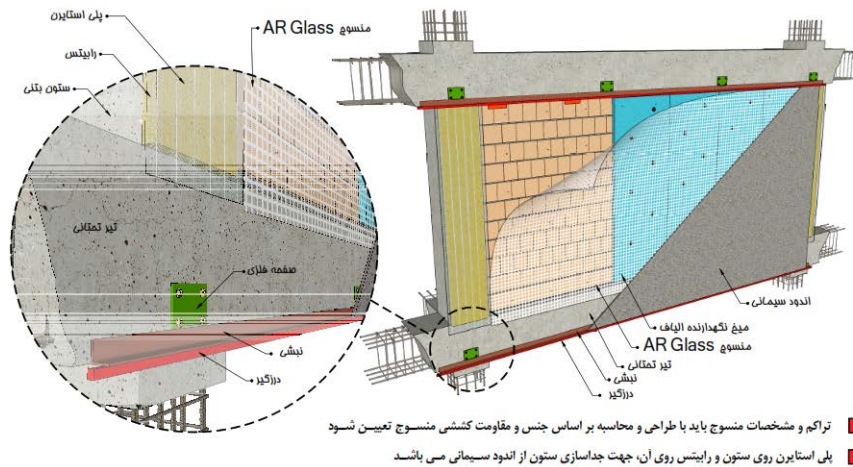 پلی استایرن
رابیتس
ستون بتنی
منسوج AR Glass
تیر تحتانی
صفحه فلزی
نبشی
درزگیر
اندود سیمانی
میخ نگهدارنده الیاف
منسوج AR Glass
تیر تحتانی
نبشی
درزگیر
تراکم و مشخصات منسوج باید با طراحی و محاسبه بر اساس جنس و مقاومت کششی منسوج تعیین شود
پلی استایرن روی ستون و رابیتس روی آن، جهت جداسازی ستون از اندود سیمانی می باشد